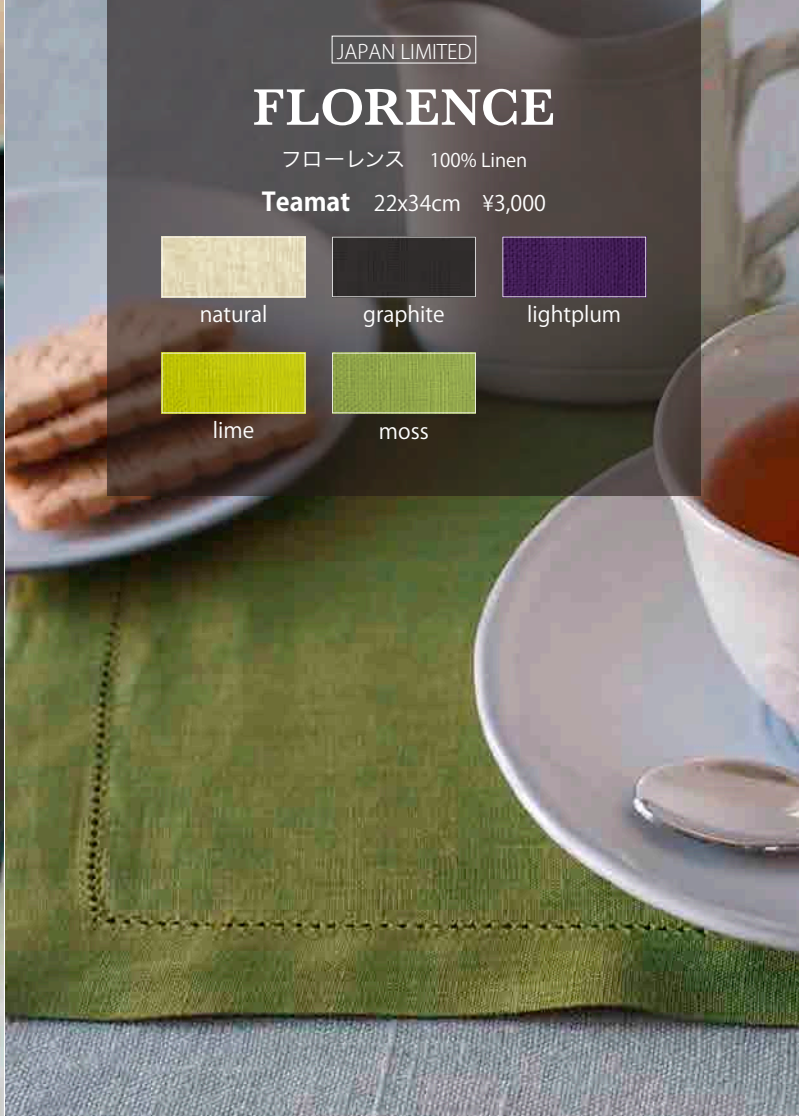 JAPAN LIMITED
FLORENCE
フローレンス 100% Linen
Teamat 22x34cm ¥3,000
natural graphite lightplum
lime moss